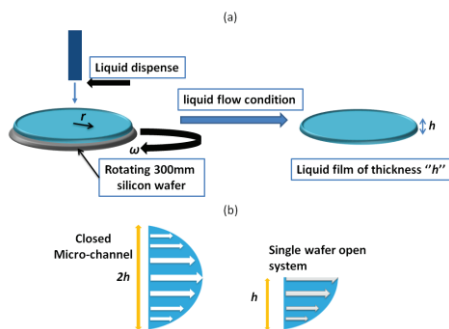 (a)
Liquid dispense
r
liquid flow condition
h
ω
Rotating 300mm
silicon wafer
Liquid film of thickness "h"
(b)
Closed
Micro-channel
2h
Single wafer open
system
h